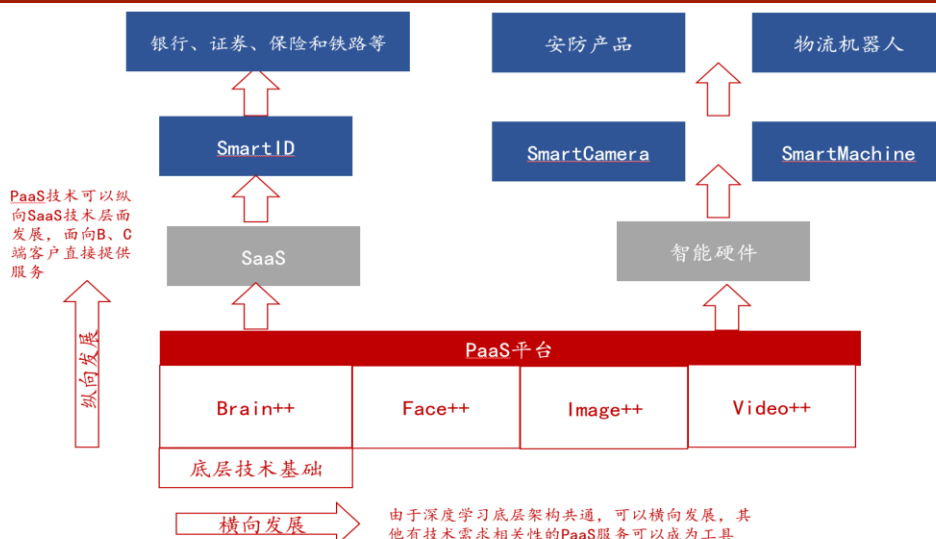 银行、证券、保险和铁路等
安防产品
物流机器人
SmartID
SmartCamera
SmartMachine
PaaS技术可以纵
向SaaS技术层面
发展，面向B、C
端客户直接提供
服务
SaaS
智能硬件
纵向发展
PaaS平台
Brain++
Face++
Image++
Video++
底层技术基础
横向发展
由于深度学习底层架构共通，可以横向发展，其
他有技术需求相关性的PaaS服务可以成为工具